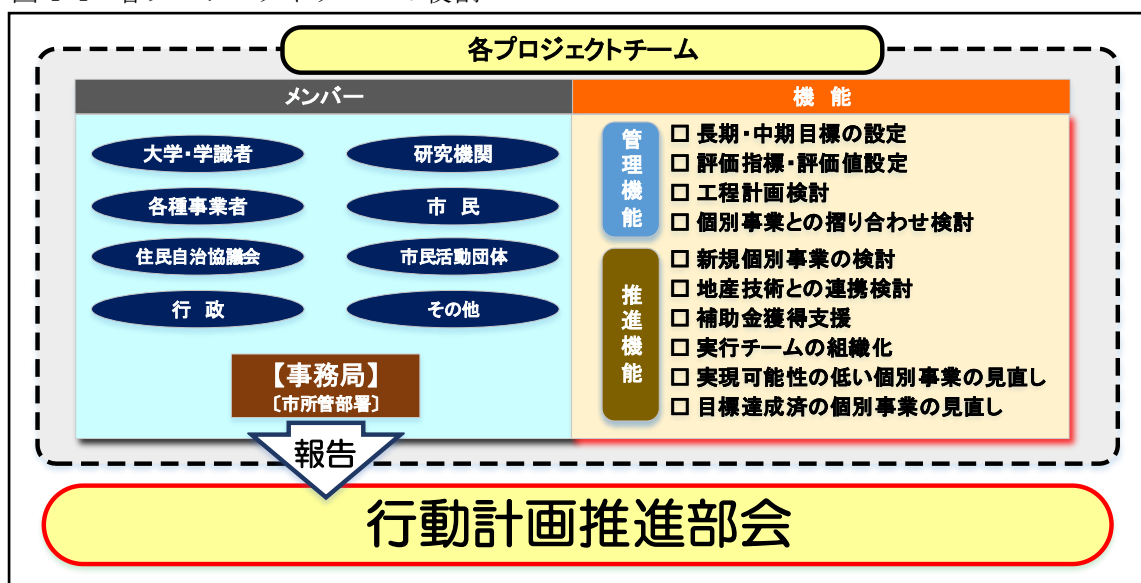 各プロジェクトチーム
メンバー
機 能
大学・学識者
研究機関
各種事業者
市 民
住民自治協議会
市民活動団体
行 政
その他
【事務局】
〔市所管部署〕
管理機能
□ 長期・中期目標の設定
□ 評価指標・評価値設定
□ 工程計画検討
□ 個別事業との摺り合わせ検討
推進機能
□ 新規個別事業の検討
□ 地産技術との連携検討
□ 補助金獲得支援
□ 実行チームの組織化
□ 実現可能性の低い個別事業の見直し
□ 目標達成済の個別事業の見直し
報告
行動計画推進部会